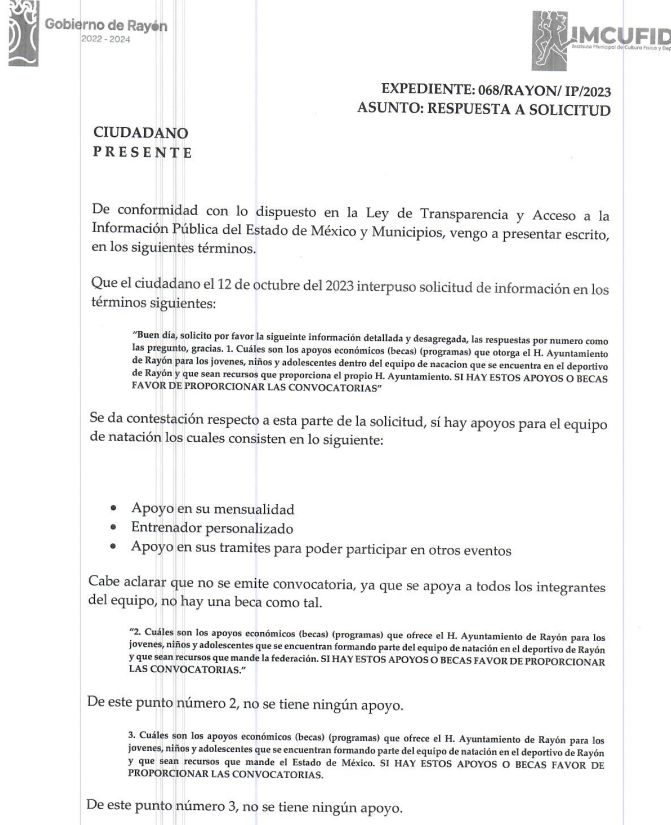 Gobierno de Rayón
2022 - 2024
IMCUFID
Instituto Municipal de Cultura Física y Dep
EXPEDIENTE: 068/RAYON/ IP/2023
ASUNTO: RESPUESTA A SOLICITUD
CIUDADANO
P R E S E N T E
De conformidad con lo dispuesto en la Ley de Transparencia y Acceso a la
Información Pública del Estado de México y Municipios, vengo a presentar escrito,
en los siguientes términos.
Que el ciudadano el 12 de octubre del 2023 interpuso solicitud de información en los
términos siguientes:
"Buen día, solicito por favor la sigueinte información detallada y desagregada, las respuestas por numero como
las pregunto, gracias. 1. Cuáles son los apoyos económicos (becas) (programas) que otorga el H. Ayuntamiento
de Rayón para los jovenes, niños y adolescentes dentro del equipo de nacacion que se encuentra en el deportivo
de Rayón y que sean recursos que proporciona el propio H. Ayuntamiento. SI HAY ESTOS APOYOS O BECAS
FAVOR DE PROPORCIONAR LAS CONVOCATORIAS"
Se da contestación respecto a esta parte de la solicitud, sí hay apoyos para el equipo
de natación los cuales consisten en lo siguiente:
• Apoyo en su mensualidad
• Entrenador personalizado
• Apoyo en sus tramites para poder participar en otros eventos
Cabe aclarar que no se emite convocatoria, ya que se apoya a todos los integrantes
del equipo, no hay una beca como tal.
"2. Cuáles son los apoyos económicos (becas) (programas) que ofrece el H. Ayuntamiento de Rayón para los
jovenes, niños y adolescentes que se encuentran formando parte del equipo de natación en el deportivo de Rayón
y que sean recursos que mande la federación. SI HAY ESTOS APOYOS O BECAS FAVOR DE PROPORCIONAR
LAS CONVOCATORIAS."
De este punto número 2, no se tiene ningún apoyo.
3. Cuáles son los apoyos económicos (becas) (programas) que ofrece el H. Ayuntamiento de Rayón para los
jovenes, niños y adolescentes que se encuentran formando parte del equipo de natación en el deportivo de Rayón
y que sean recursos que mande el Estado de México. SI HAY ESTOS APOYOS O BECAS FAVOR DE
PROPORCIONAR LAS CONVOCATORIAS.
De este punto número 3, no se tiene ningún apoyo.